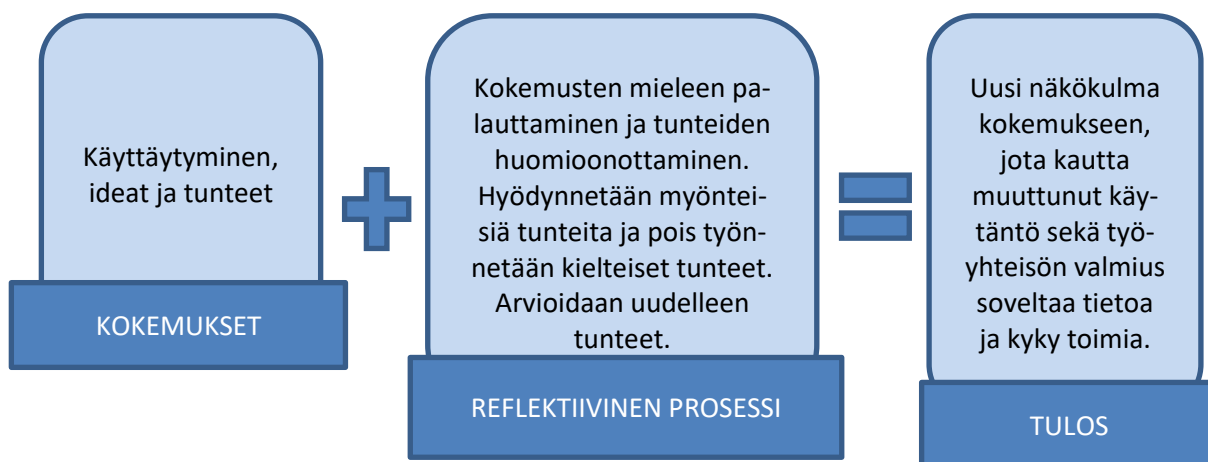 Käyttäytyminen,
ideat ja tunteet
KOKEMUKSET
Kokemusten mieleen pa-
lauttaminen ja tunteiden
huomioonottaminen.
Hyödynnetään myöntei-
siä tunteita ja pois työn-
netään kielteiset tunteet.
Arvioidaan uudelleen
tunteet.
REFLEKTIIVINEN PROSESSI
Uusi näkökulma
kokemukseen,
jota kautta
muuttunut käy-
täntö sekä työ-
yhteisön valmius
soveltaa tietoa
ja kyky toimia.
TULOS